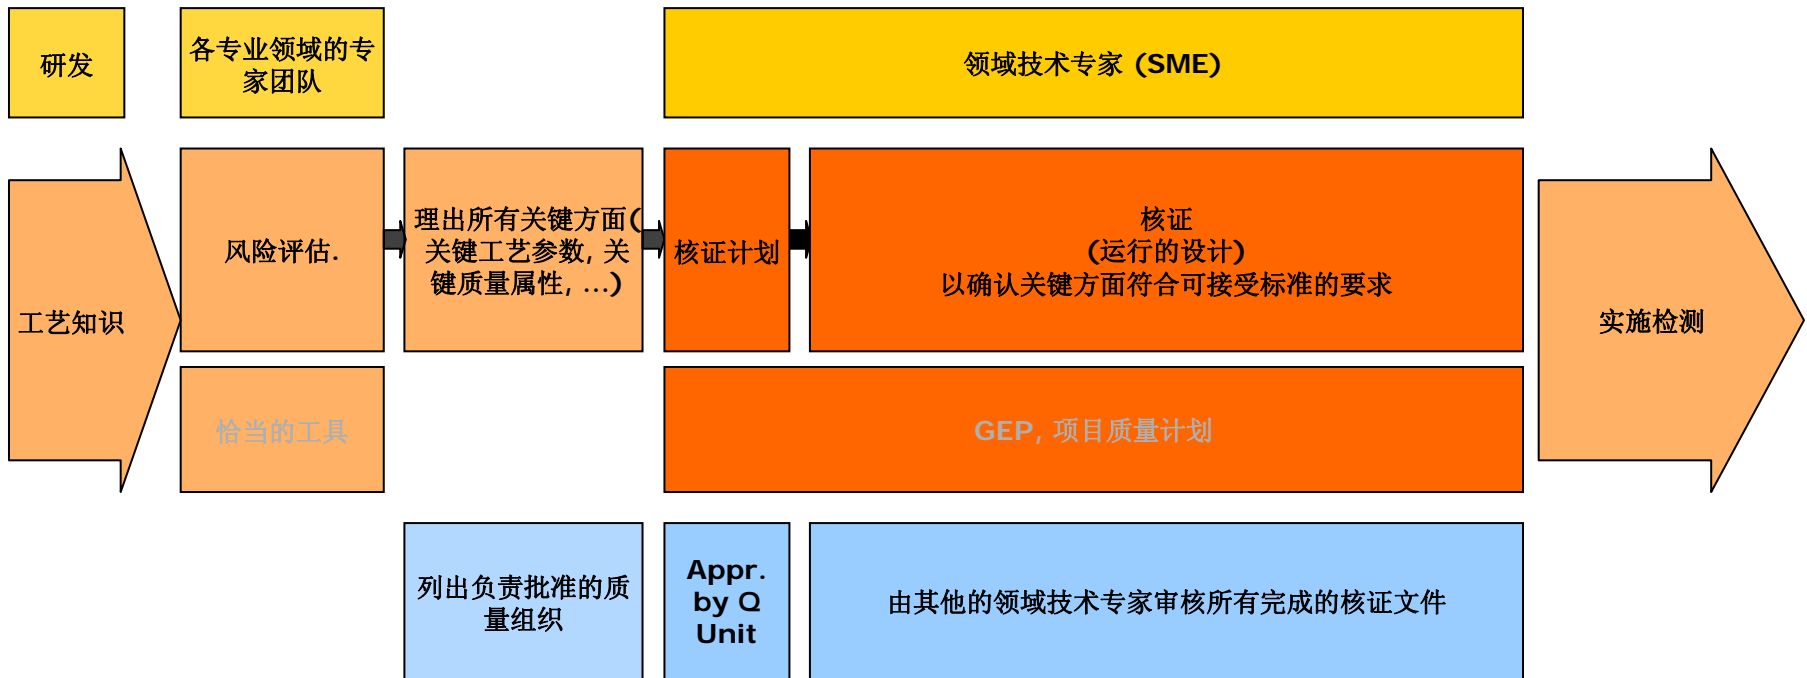 研发
各专业领域的专
家团队
领域技术专家 (SME)
工艺知识
风险评估.
理出所有关键方面(
关键工艺参数, 关
键质量属性, ...)
核证计划
核证
(运行的设计)
以确认关键方面符合可接受标准的要求
实施检测
恰当的工具
GEP, 项目质量计划
列出负责批准的质
量组织
Appr.
by Q
Unit
由其他的领域技术专家审核所有完成的核证文件